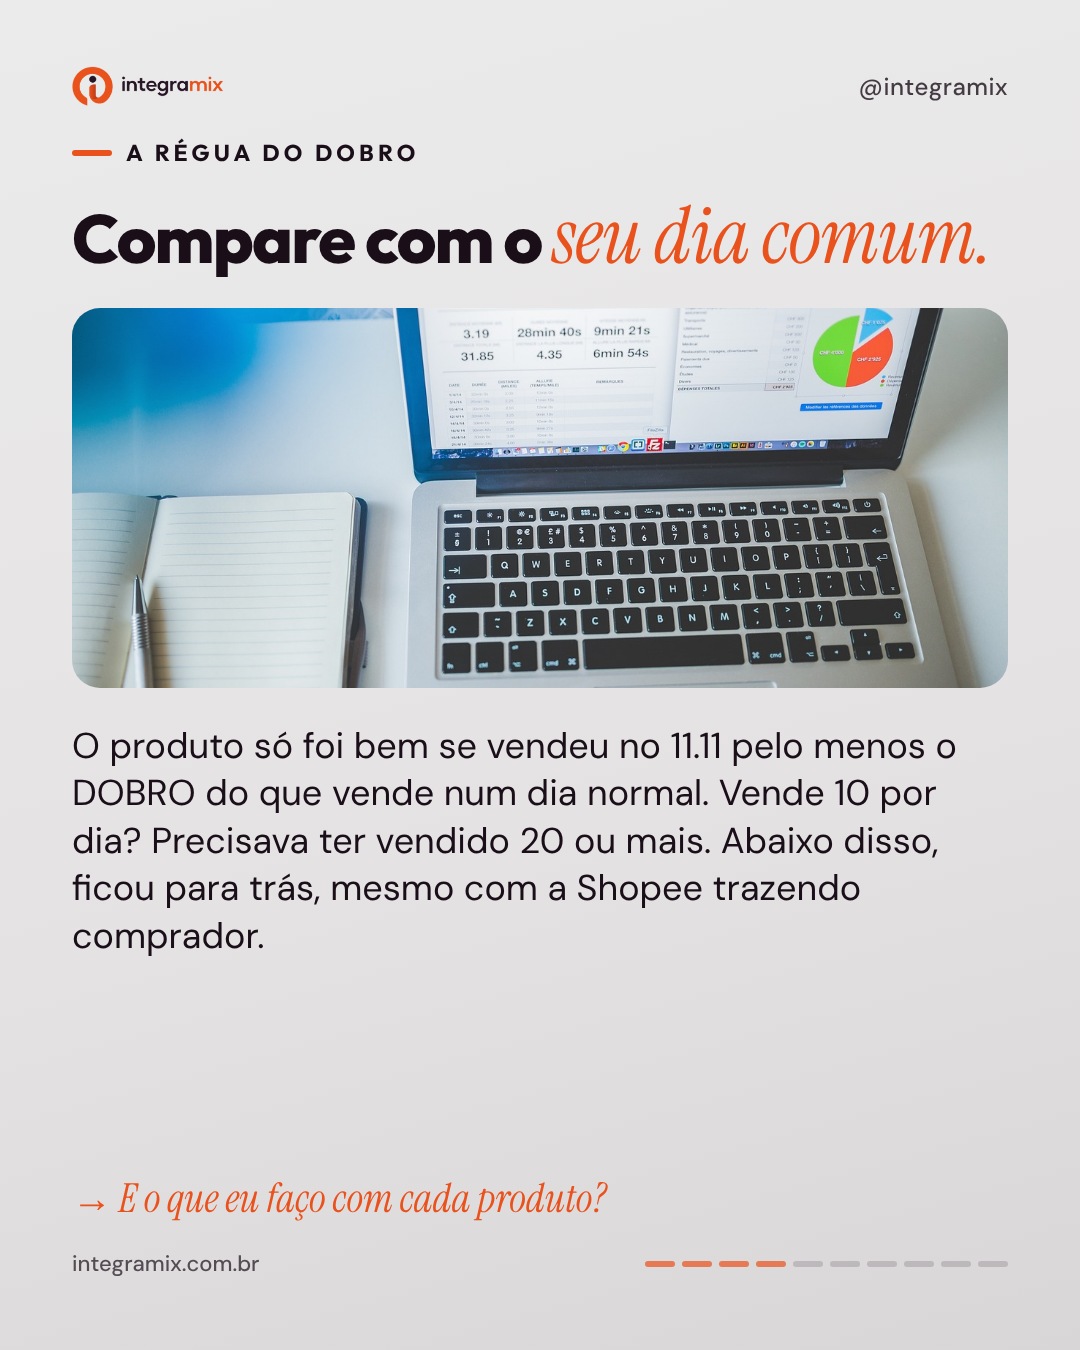 integramix
@integramix
A RÉGUA DO DOBRO
Compare com o seu dia comum.
3.19 28min 40s 9min 21s
31.85 4.35 6min 54s
O produto só foi bem se vendeu no 11.11 pelo menos o
DOBRO do que vende num dia normal. Vende 10 por
dia? Precisava ter vendido 20 ou mais. Abaixo disso,
ficou para trás, mesmo com a Shopee trazendo
comprador.
→ E o que eu faço com cada produto?
integramix.com.br